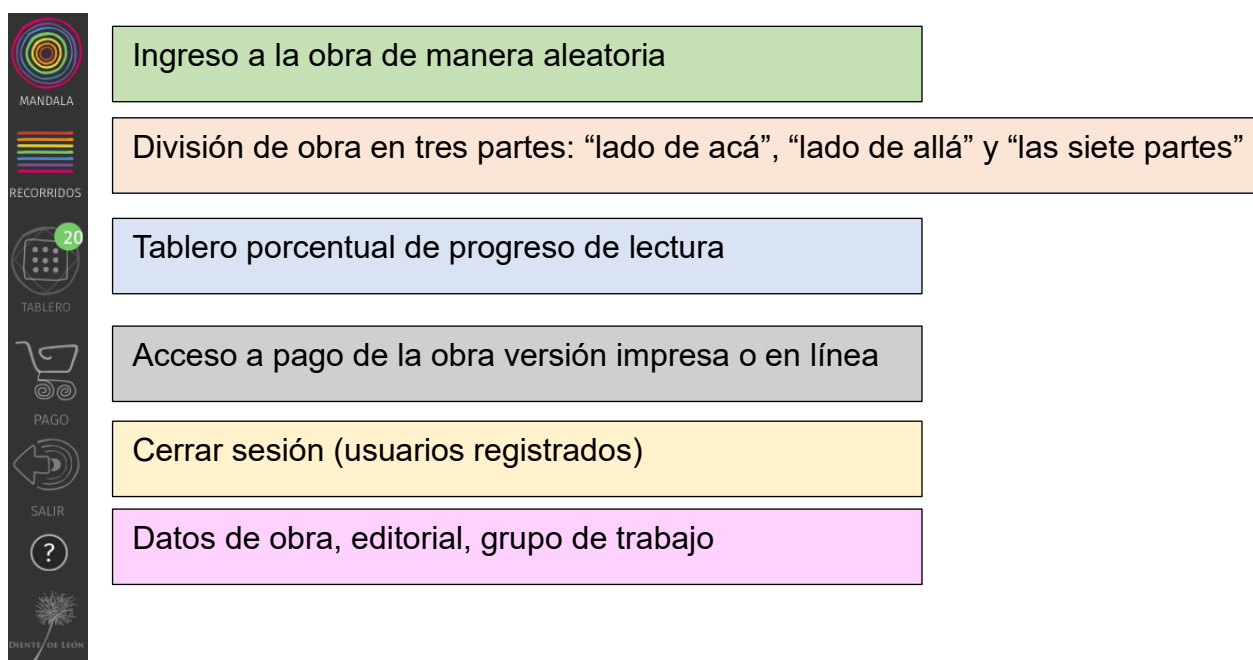 MANDALA
Ingreso a la obra de manera aleatoria
RECORRIDOS
División de obra en tres partes: “lado de acá”, “lado de allá” y “las siete partes”
20
TABLERO
Tablero porcentual de progreso de lectura
PAGO
Acceso a pago de la obra versión impresa o en línea
SALIR
Cerrar sesión (usuarios registrados)
?
Datos de obra, editorial, grupo de trabajo
DIENTE DE LEÓN